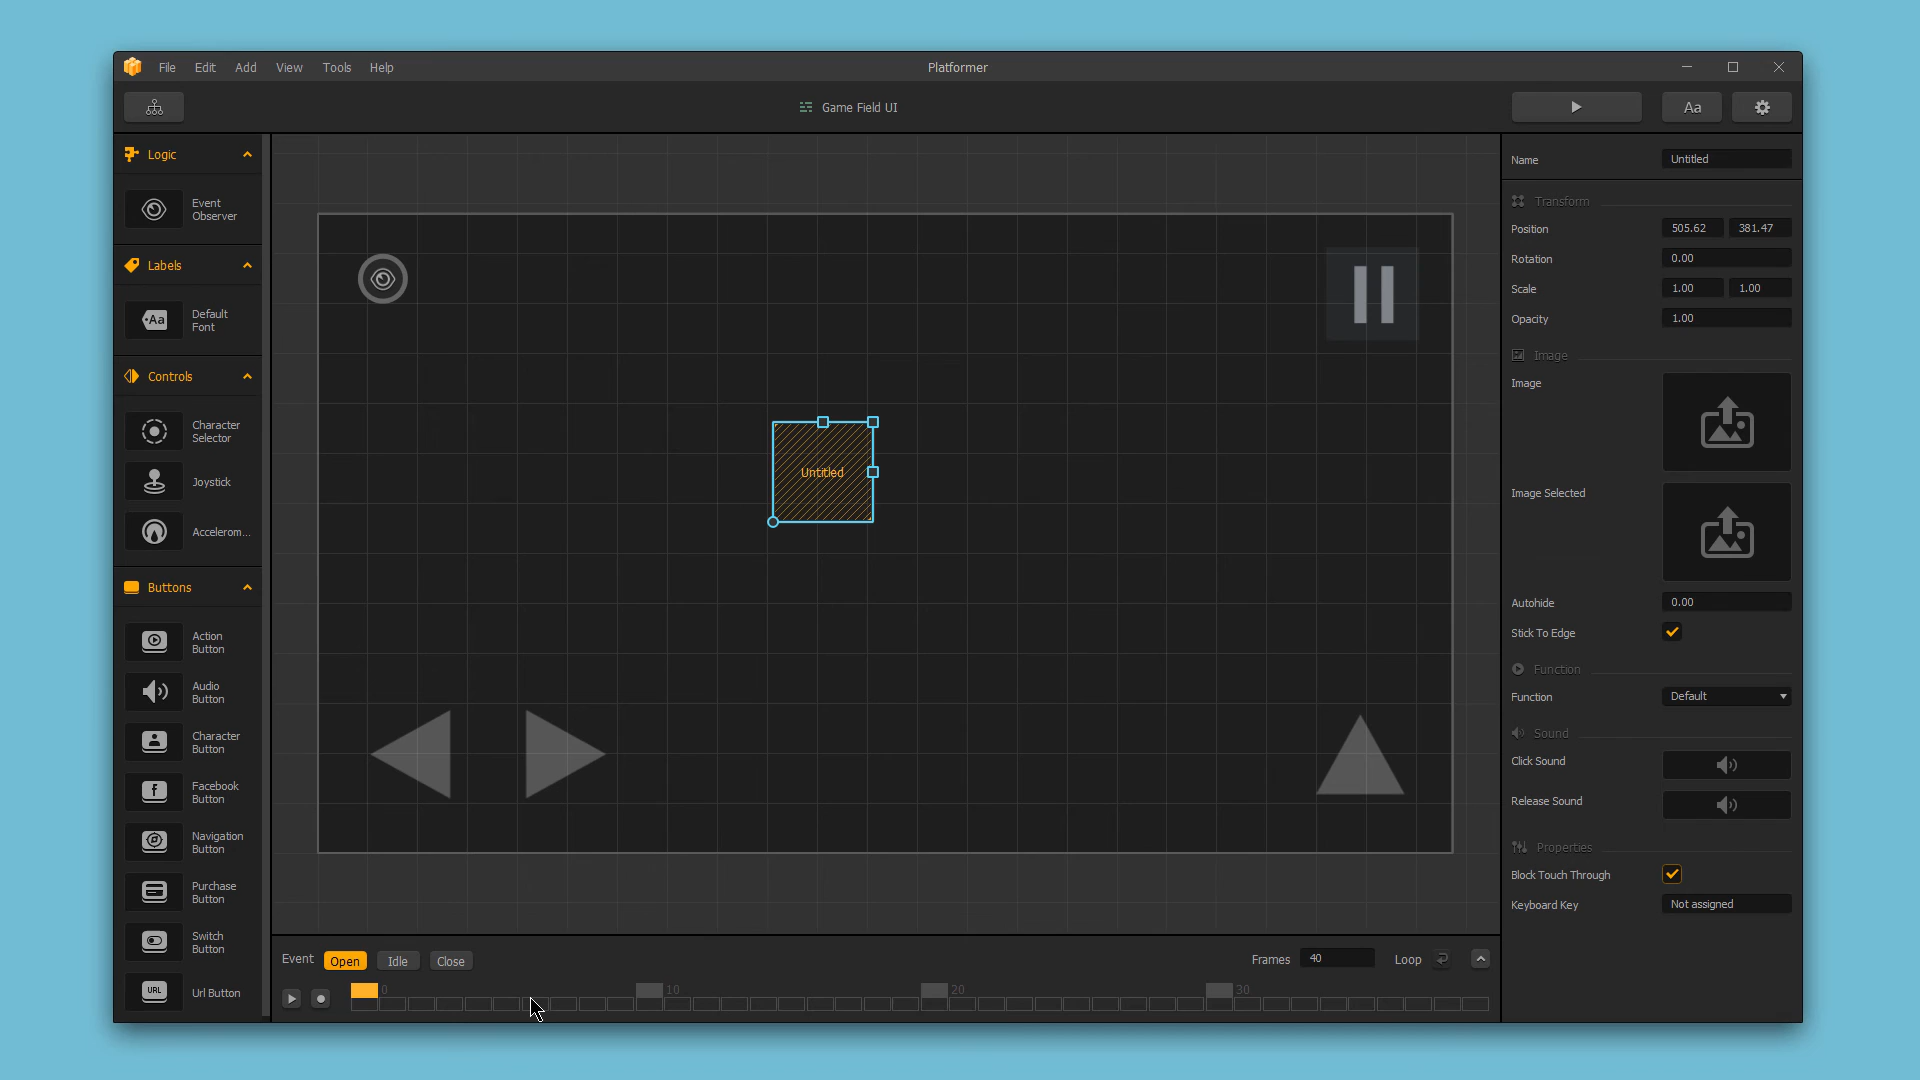 File Edit Add View Tools Help
Platformer
Game Field UI
Aa
Logic
Event
Observer
Labels
Aa
Default
Font
Controls
Character
Selector
Joystick
Accelerom...
Buttons
Action
Button
Audio
Button
Character
Button
f
Facebook
Button
Navigation
Button
Purchase
Button
Switch
Button
URL
Url Button
Untitled
Event Open Idle Close
Frames 40 Loop
0 10 20 30
Name Untitled
Transform
Position 505.62 381.47
Rotation 0.00
Scale 1.00 1.00
Opacity 1.00
Image
Image
Image Selected
Autohide 0.00
Stick To Edge
Function
Function Default
Sound
Click Sound
Release Sound
Properties
Block Touch Through
Keyboard Key Not assigned